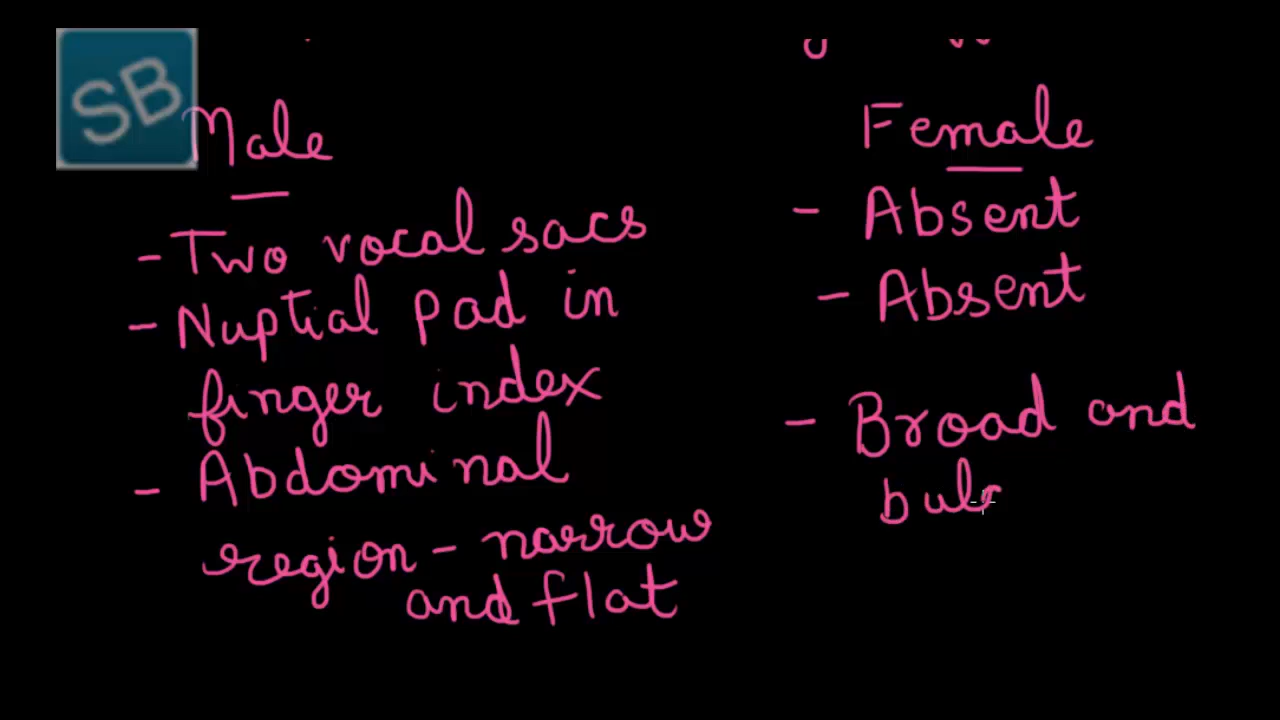 SB
Male
- Two vocal sacs
- Nuptial pad in
finger index
- Abdominal
region - narrow
and flat
Female
- Absent
- Absent
- Broad and